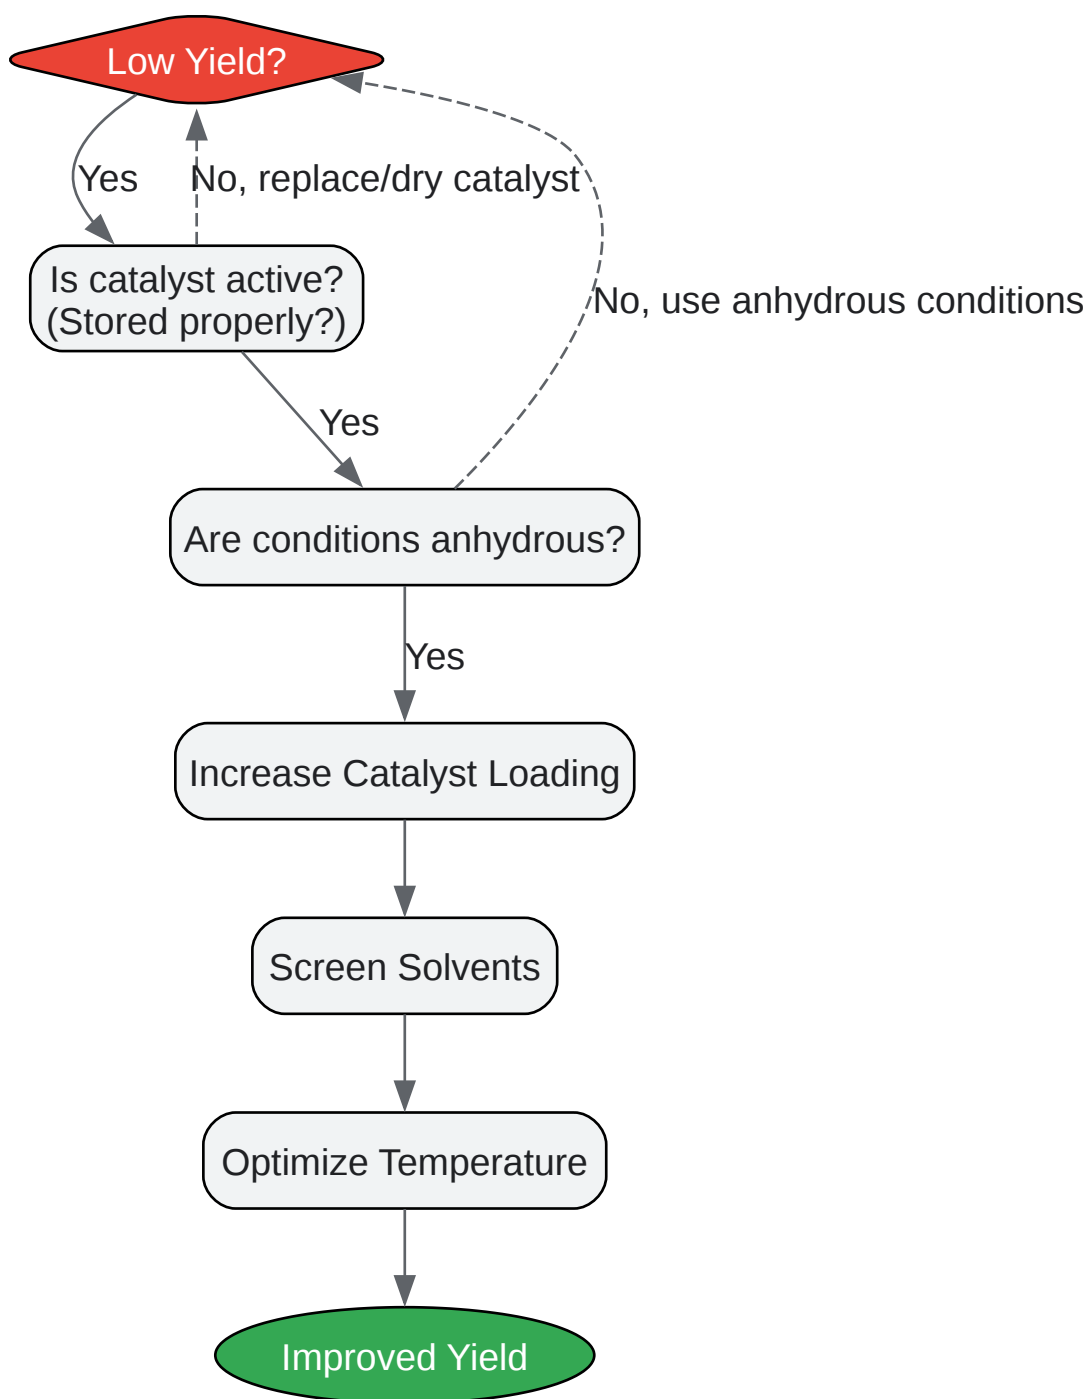 Low Yield?
Yes
No, replace/dry catalyst
Is catalyst active?
(Stored properly?)
No, use anhydrous conditions
Yes
Are conditions anhydrous?
Yes
Increase Catalyst Loading
Screen Solvents
Optimize Temperature
Improved Yield